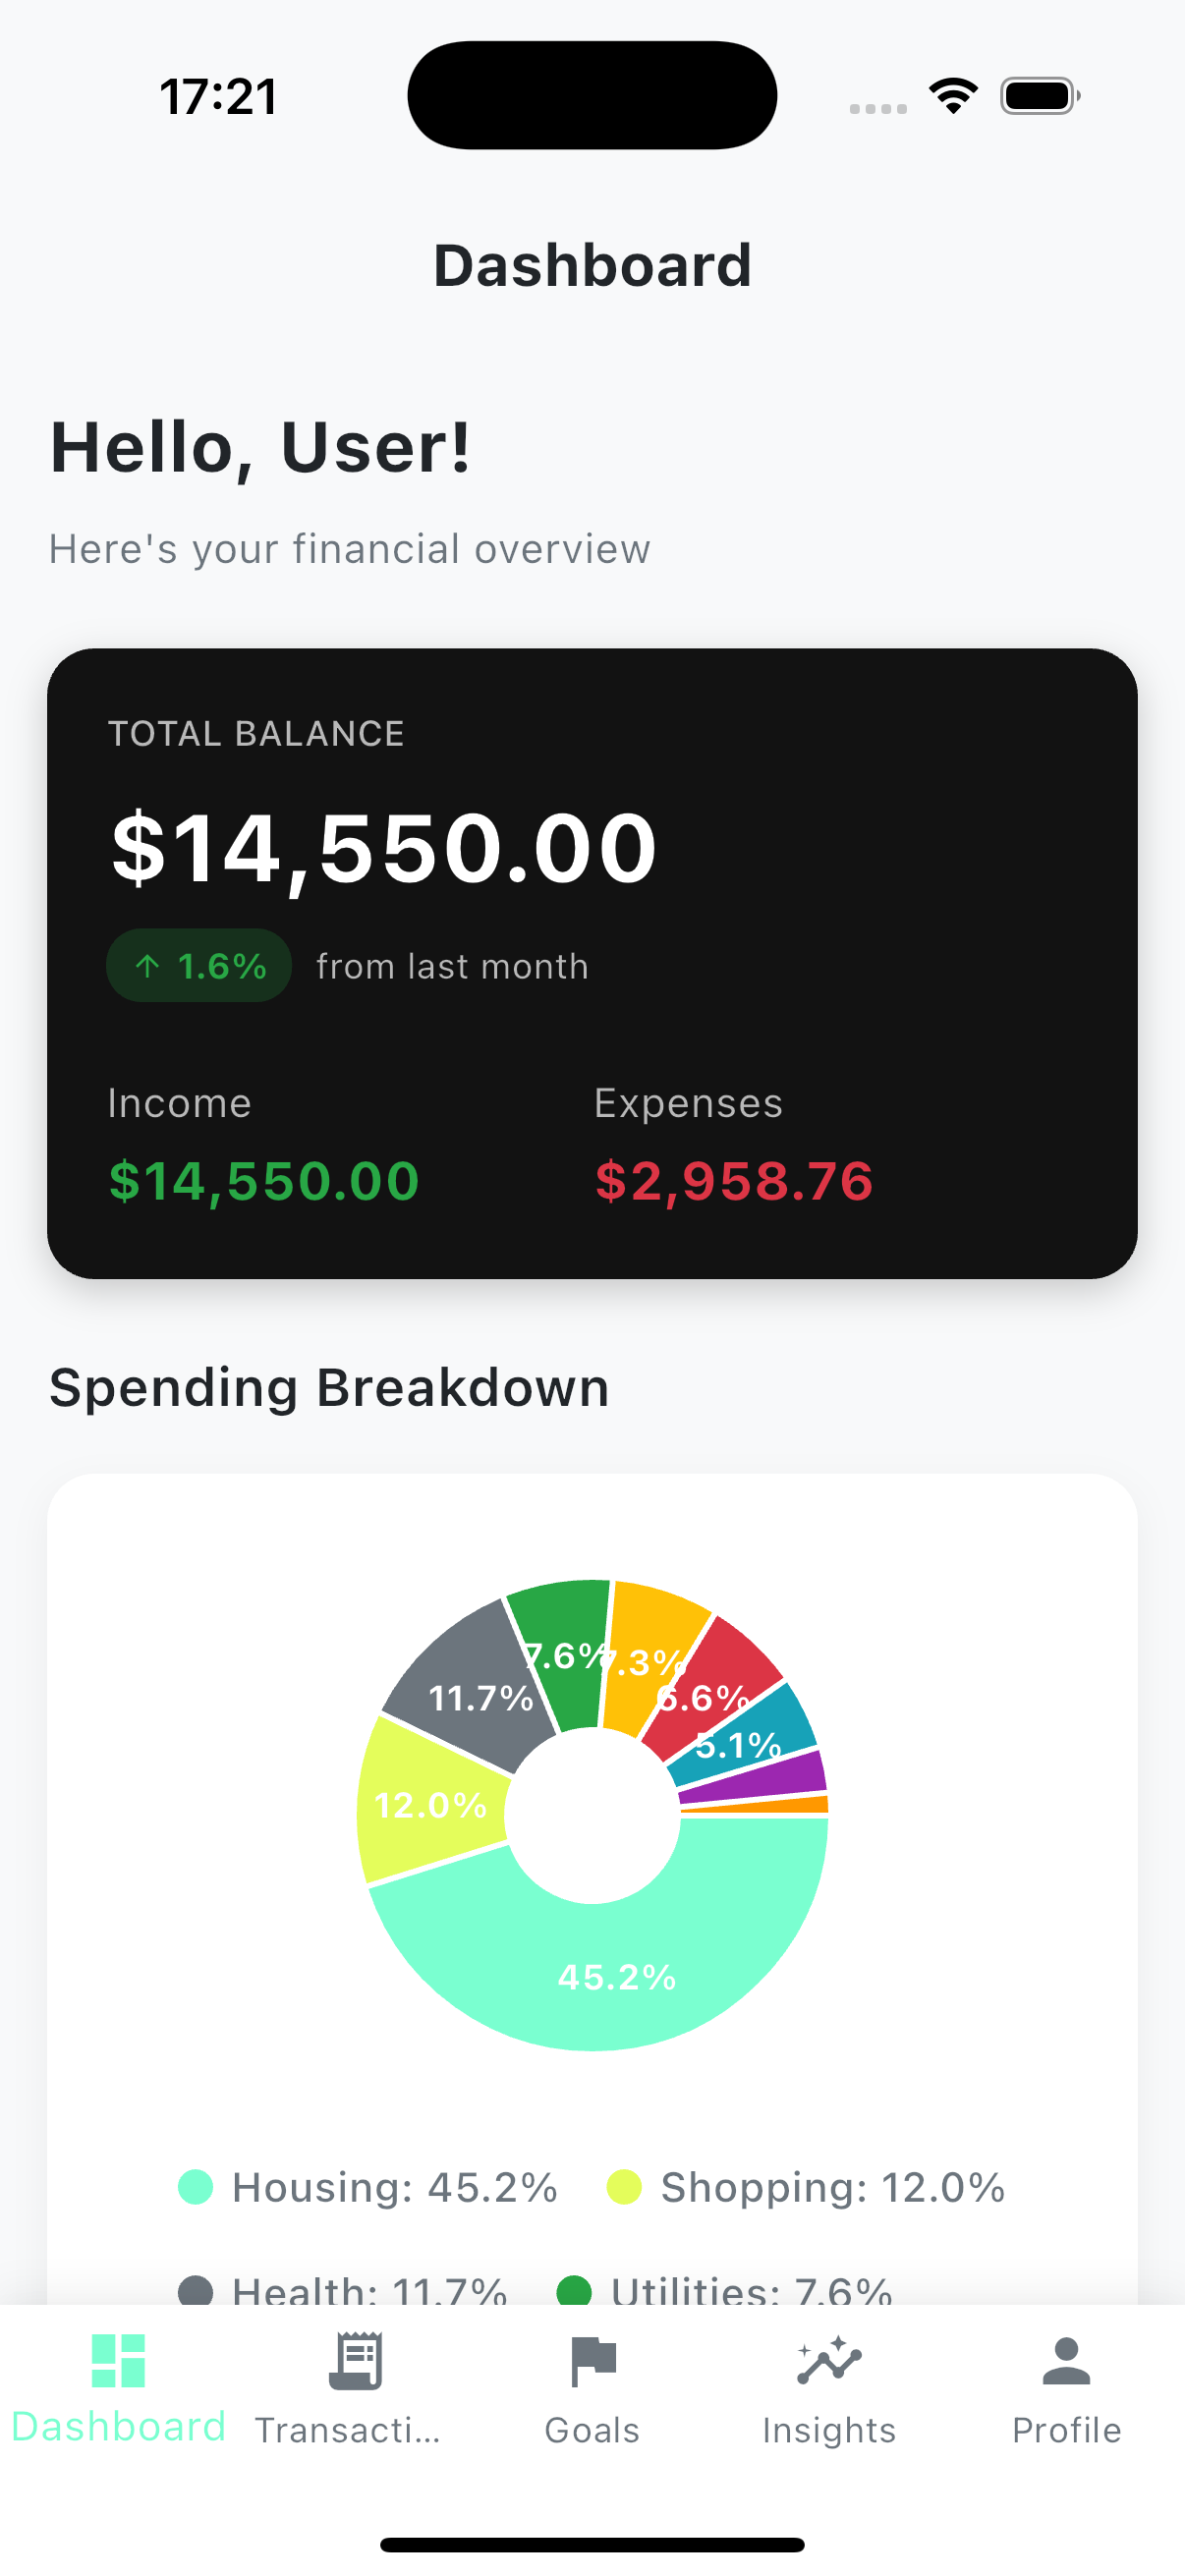 17:21
Dashboard
Hello, User!
Here's your financial overview
TOTAL BALANCE
$14,550.00
↑ 1.6% from last month
Income Expenses
$14,550.00 $2,958.76
Spending Breakdown
7.6% 7.3%
11.7% 6.6%
5.1%
12.0%
45.2%
Housing: 45.2% Shopping: 12.0%
Health: 11.7% Utilities: 7.6%
Dashboard Transacti... Goals Insights Profile